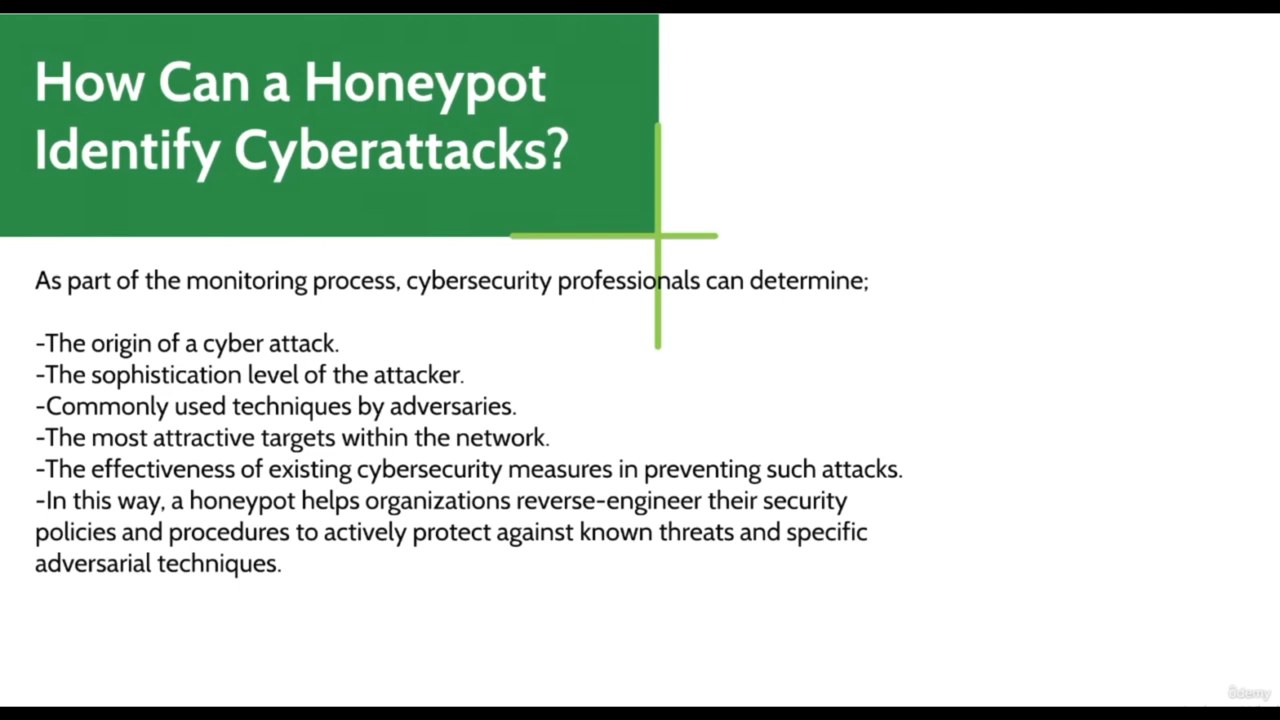 How Can a Honeypot
Identify Cyberattacks?
As part of the monitoring process, cybersecurity professionals can determine;
-The origin of a cyber attack.
-The sophistication level of the attacker.
-Commonly used techniques by adversaries.
-The most attractive targets within the network.
-The effectiveness of existing cybersecurity measures in preventing such attacks.
-In this way, a honeypot helps organizations reverse-engineer their security
policies and procedures to actively protect against known threats and specific
adversarial techniques.
ûdemy